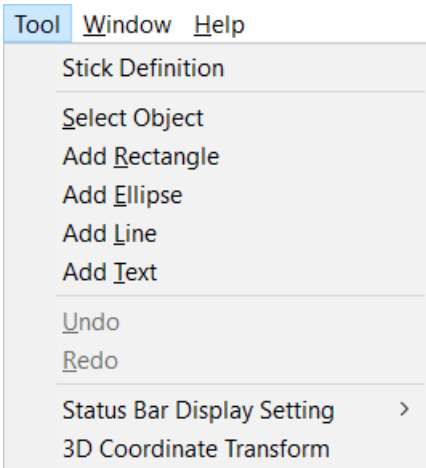 Tool Window Help
Stick Definition
Select Object
Add Rectangle
Add Ellipse
Add Line
Add Text
Undo
Redo
Status Bar Display Setting
3D Coordinate Transform